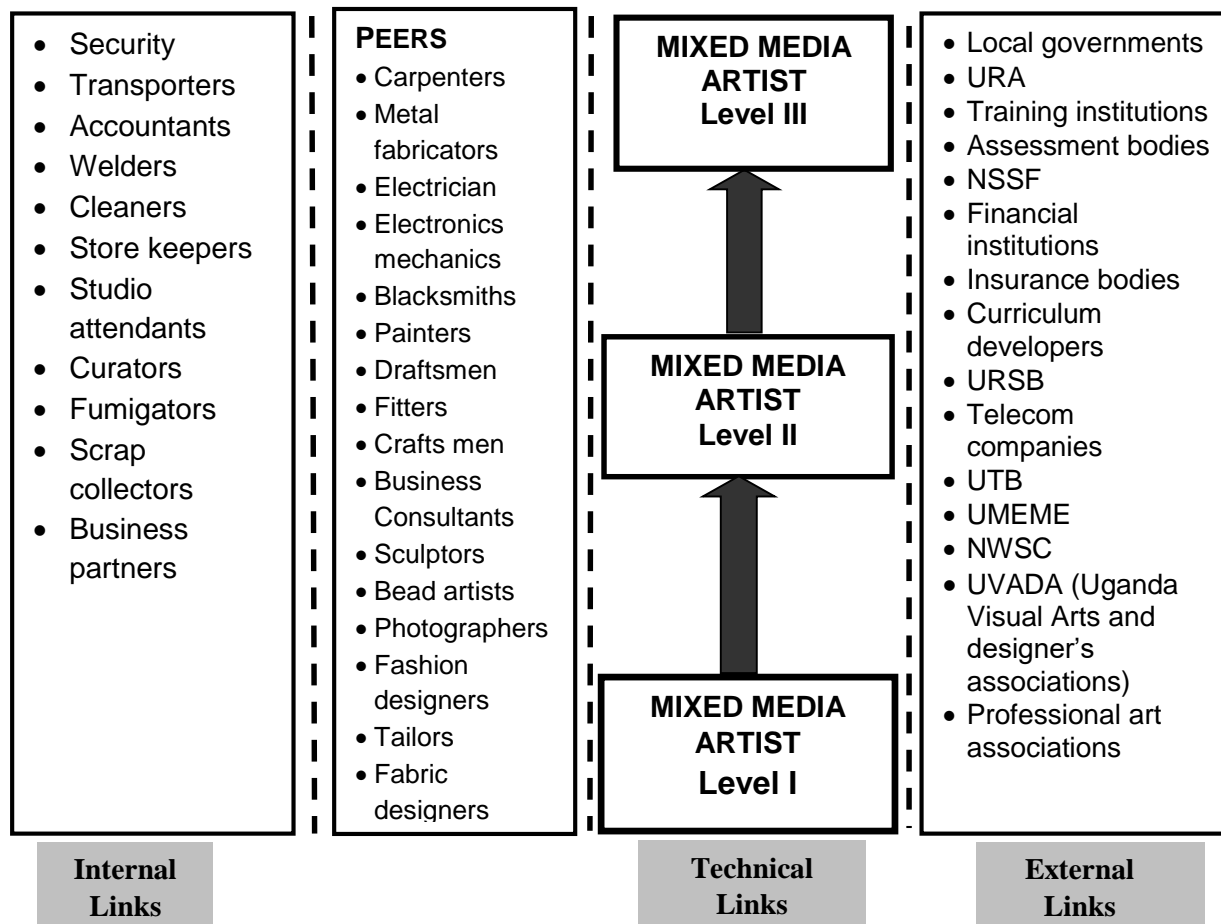 • Security
• Transporters
• Accountants
• Welders
• Cleaners
• Store keepers
• Studio
attendants
• Curators
• Fumigators
• Scrap
collectors
• Business
partners
PEERS
• Carpenters
• Metal
fabricators
• Electrician
• Electronics
mechanics
• Blacksmiths
• Painters
• Draftsmen
• Fitters
• Crafts men
• Business
Consultants
• Sculptors
• Bead artists
• Photographers
• Fashion
designers
• Tailors
• Fabric
designers
MIXED MEDIA
ARTIST
Level III
MIXED MEDIA
ARTIST
Level II
MIXED MEDIA
ARTIST
Level I
• Local governments
• URA
• Training institutions
• Assessment bodies
• NSSF
• Financial
institutions
• Insurance bodies
• Curriculum
developers
• URSB
• Telecom
companies
• UTB
• UMEME
• NWSC
• UVADA (Uganda
Visual Arts and
designer's
associations)
• Professional art
associations
Internal
Links
Technical
Links
External
Links